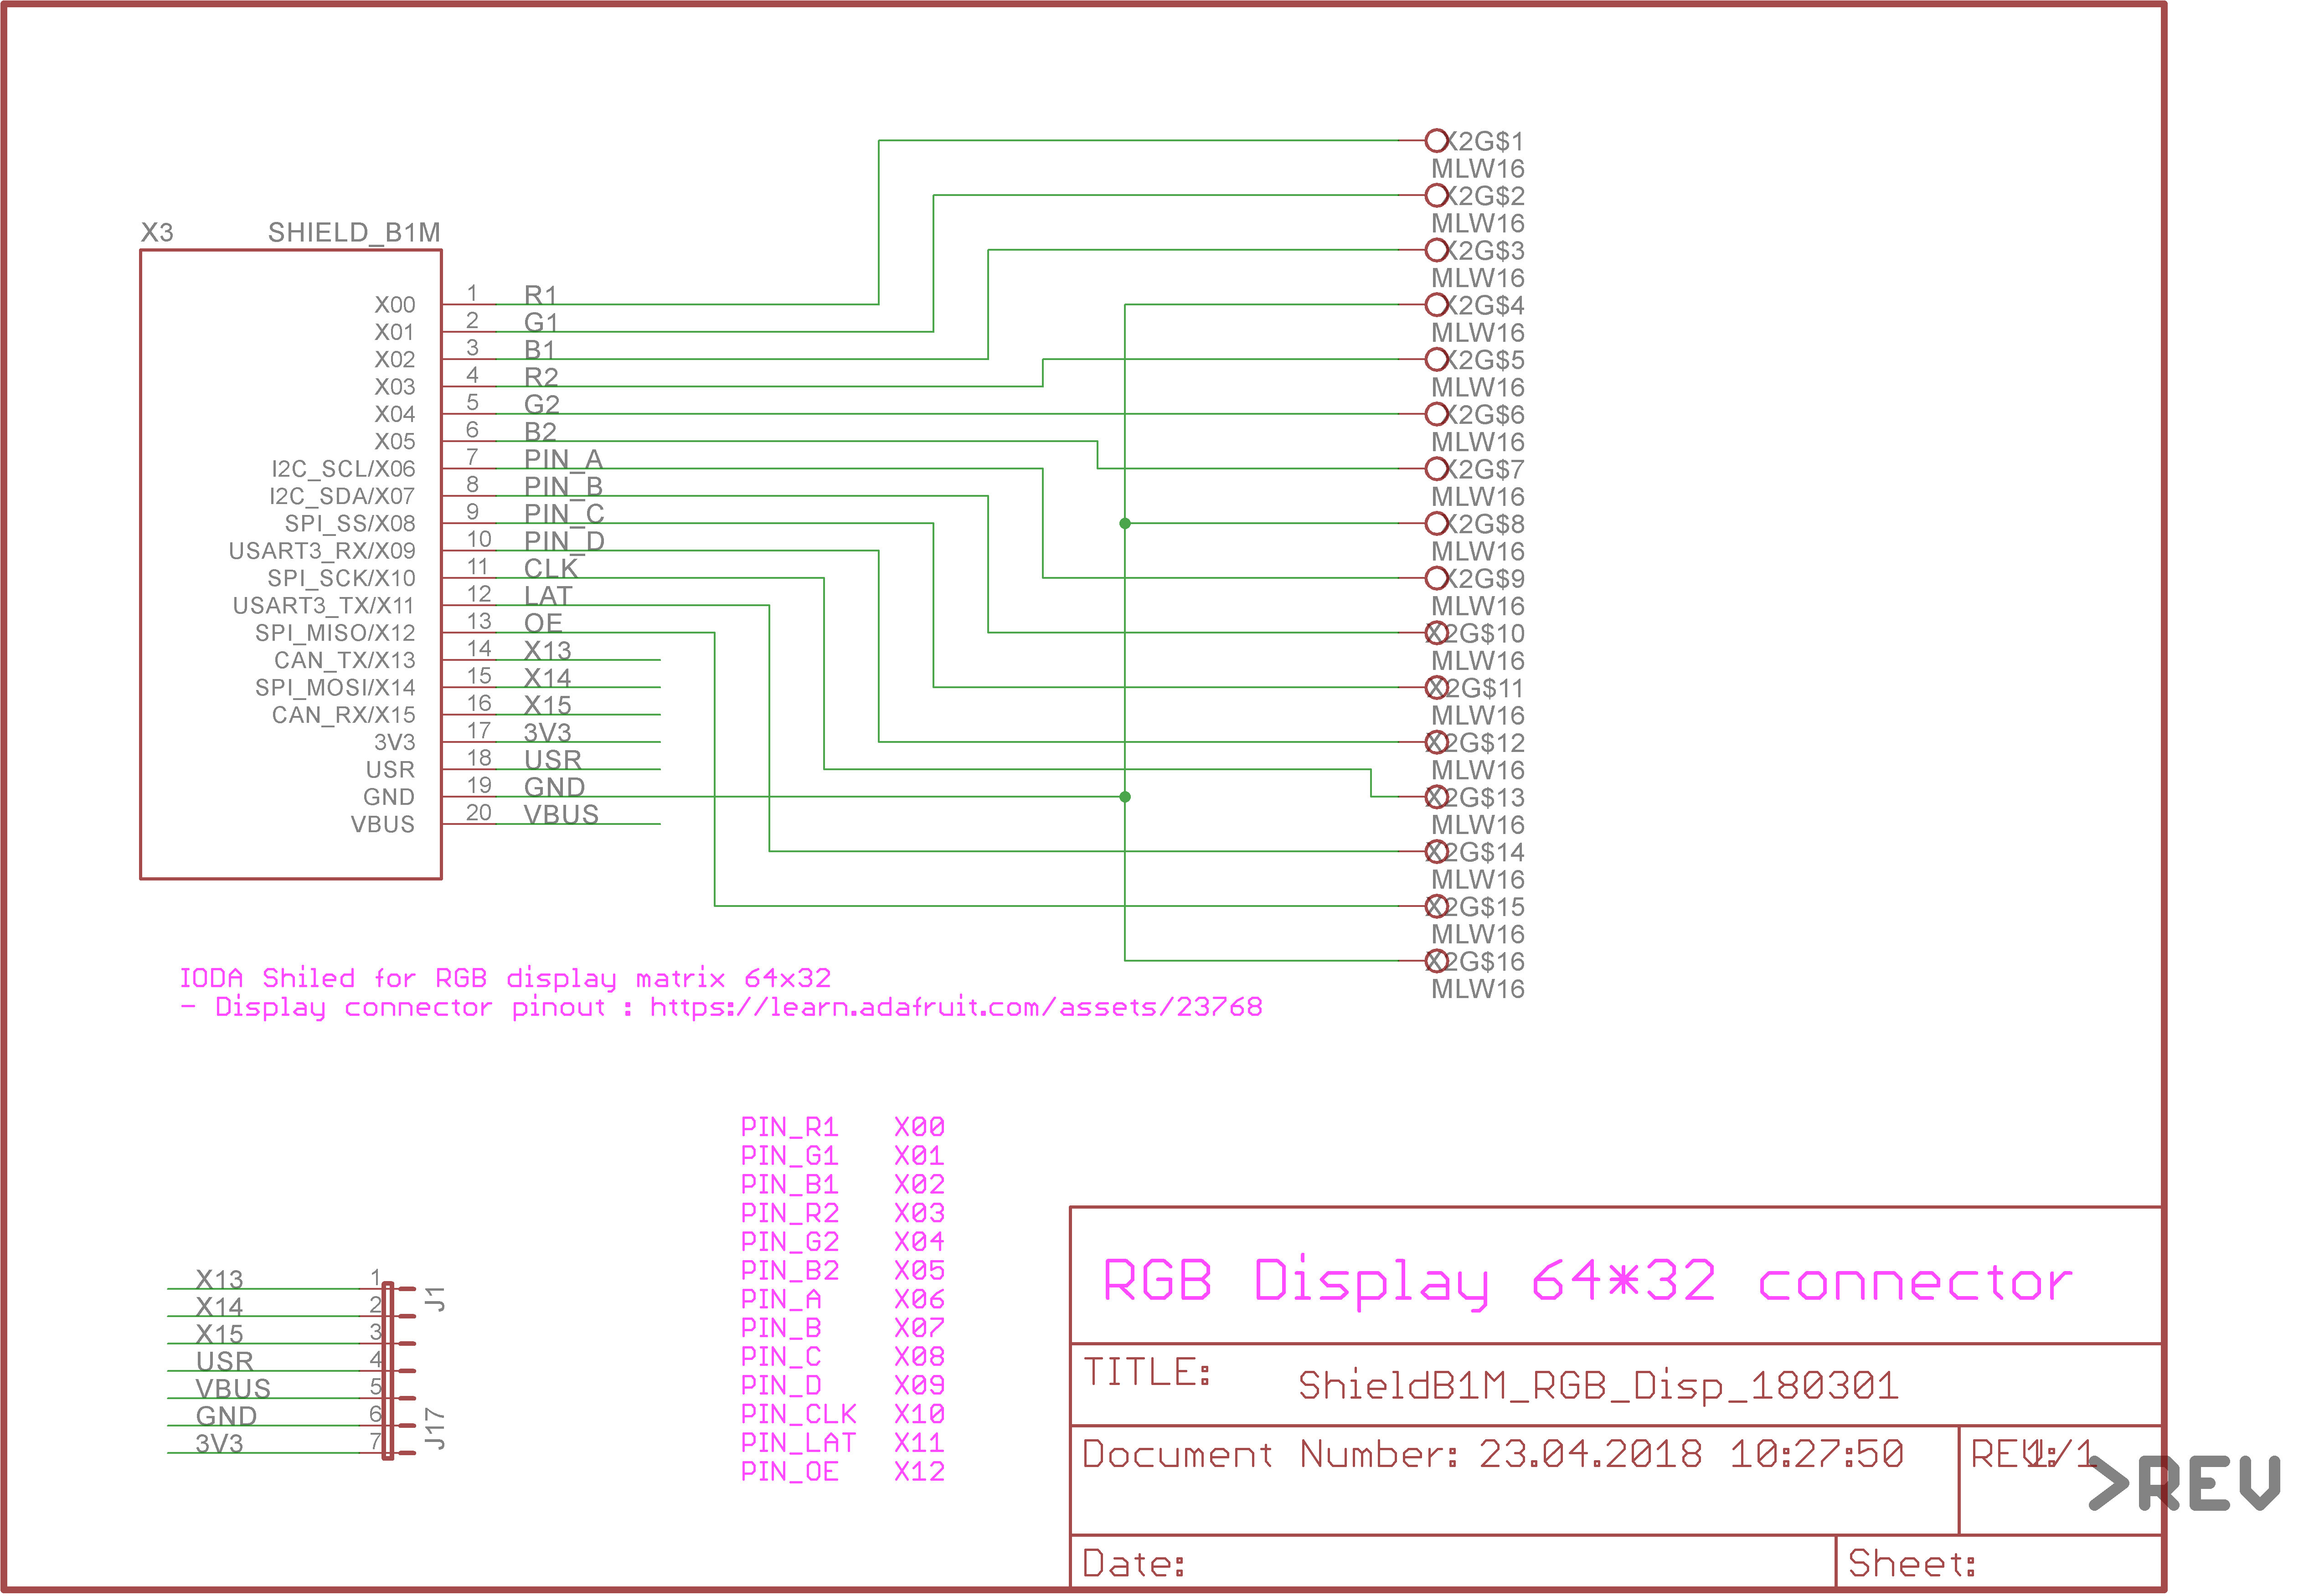 X3 SHIELD_B1M
X00 1 R1
X01 2 G1
X02 3 B1
X03 4 R2
X04 5 G2
X05 6 B2
I2C_SCL/X06 7 PIN_A
I2C_SDA/X07 8 PIN_B
SPI_SS/X08 9 PIN_C
USART3_RX/X09 10 PIN_D
SPI_SCK/X10 11 CLK
USART3_TX/X11 12 LAT
SPI_MISO/X12 13 OE
CAN_TX/X13 14 X13
SPI_MOSI/X14 15 X14
CAN_RX/X15 16 X15
3V3 17 3V3
USR 18 USR
GND 19 GND
VBUS 20 VBUS
X2G$1
MLW16
X2G$2
MLW16
X2G$3
MLW16
X2G$4
MLW16
X2G$5
MLW16
X2G$6
MLW16
X2G$7
MLW16
X2G$8
MLW16
X2G$9
MLW16
X2G$10
MLW16
X2G$11
MLW16
X2G$12
MLW16
X2G$13
MLW16
X2G$14
MLW16
X2G$15
MLW16
X2G$16
MLW16
IODA Shiled for RGB display matrix 64x32
- Display connector pinout : https://learn.adafruit.com/assets/23768
X13 1
X14 2
X15 3
USR 4
VBUS 5
GND 6
3V3 7
J1
J17
PIN_R1 X00
PIN_G1 X01
PIN_B1 X02
PIN_R2 X03
PIN_G2 X04
PIN_B2 X05
PIN_A X06
PIN_B X07
PIN_C X08
PIN_D X09
PIN_CLK X10
PIN_LAT X11
PIN_OE X12
RGB Display 64*32 connector
TITLE: ShieldB1M_RGB_Disp_180301
Document Number: 23.04.2018 10:27:50
REV: 1/1
>REV
Date:
Sheet: